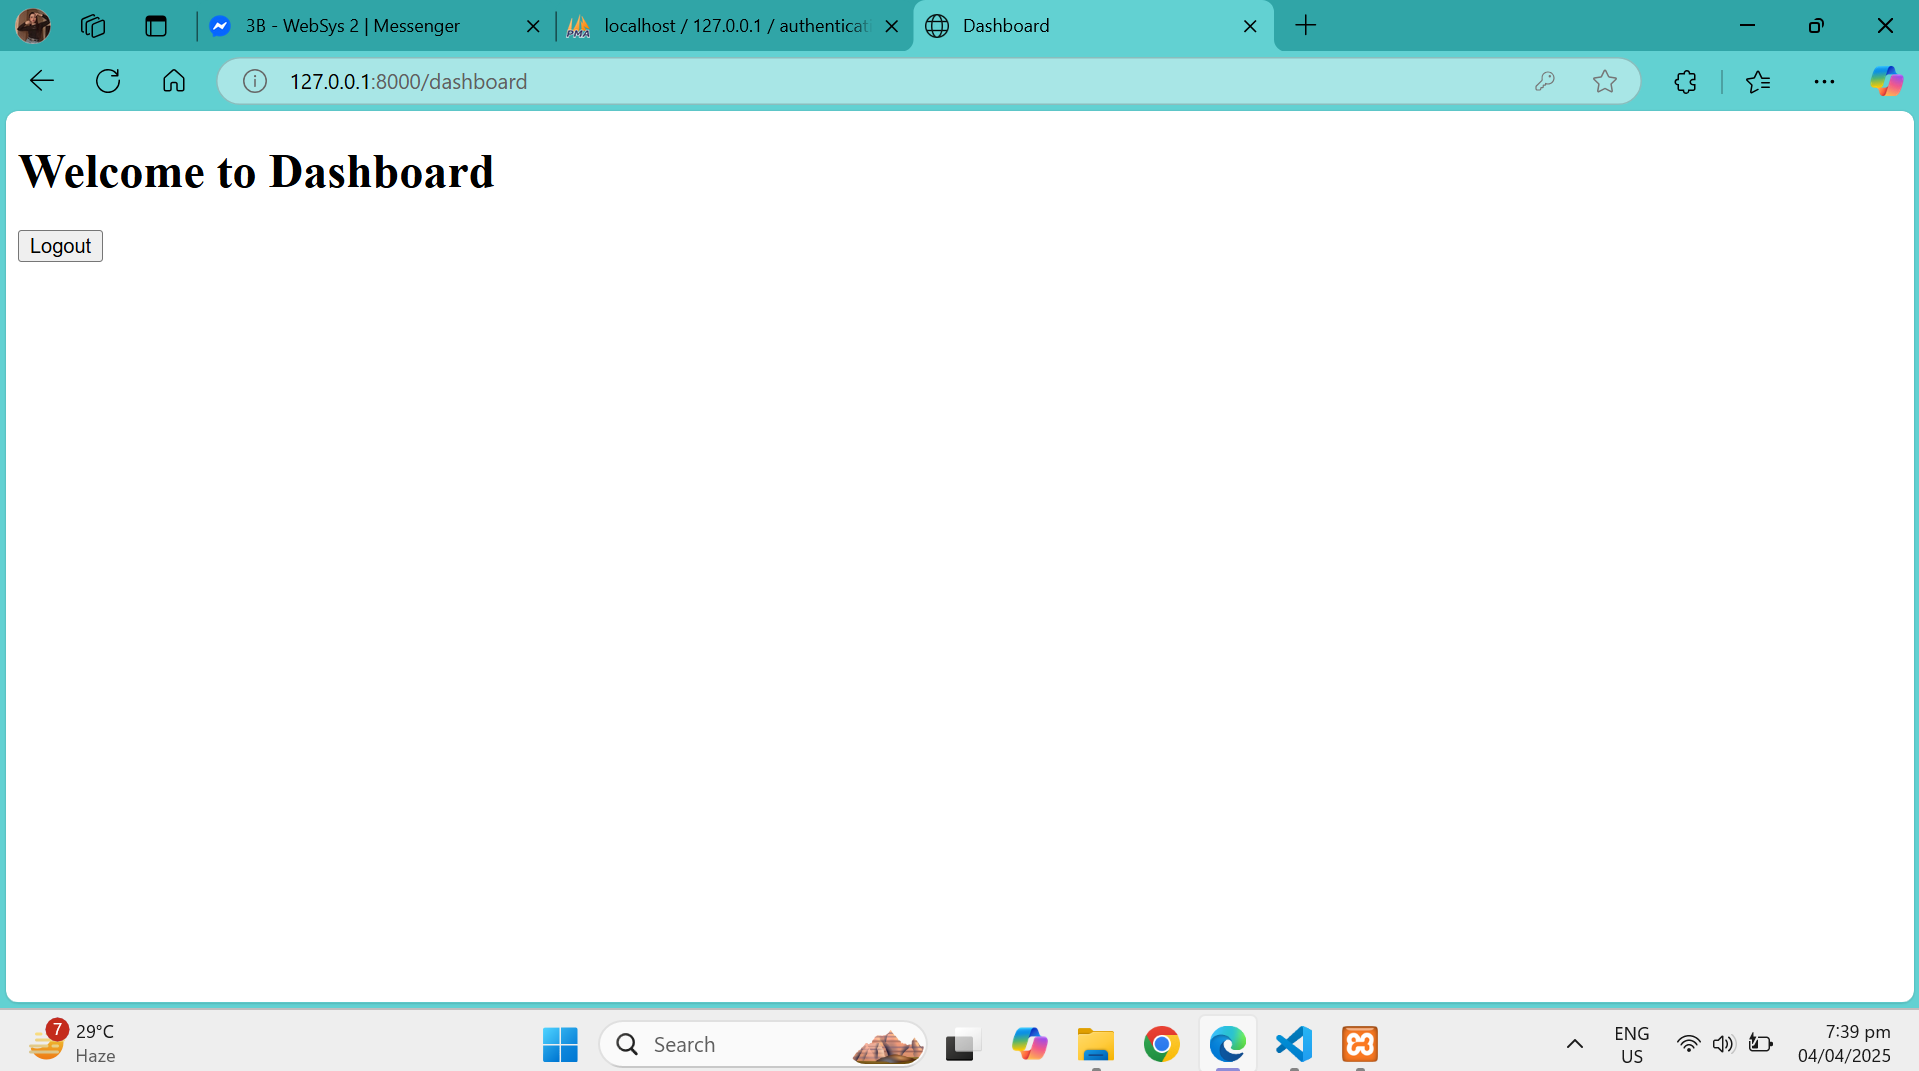 3B - WebSys 2 | Messenger
PMA
localhost / 127.0.0.1 / authenticat
Dashboard
127.0.0.1:8000/dashboard
Welcome to Dashboard
Logout
7
29°C
Haze
Search
ENG
US
7:39 pm
04/04/2025